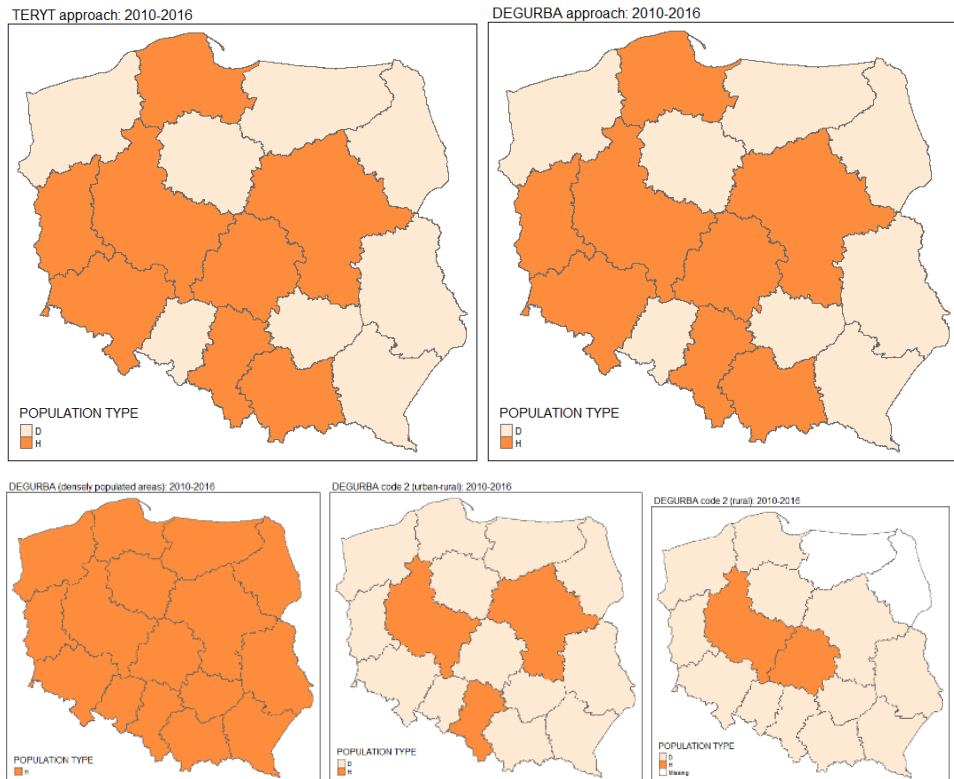 TERYT approach: 2010-2016
DEGURBA approach: 2010-2016
POPULATION TYPE
D
H
POPULATION TYPE
D
H
DEGURBA (densely populated areas): 2010-2016
DEGURBA code 2 (urban-rural): 2010-2016
DEGURBA code 2 (rural): 2010-2016
POPULATION TYPE
H
POPULATION TYPE
D
H
POPULATION TYPE
D
H
Missing